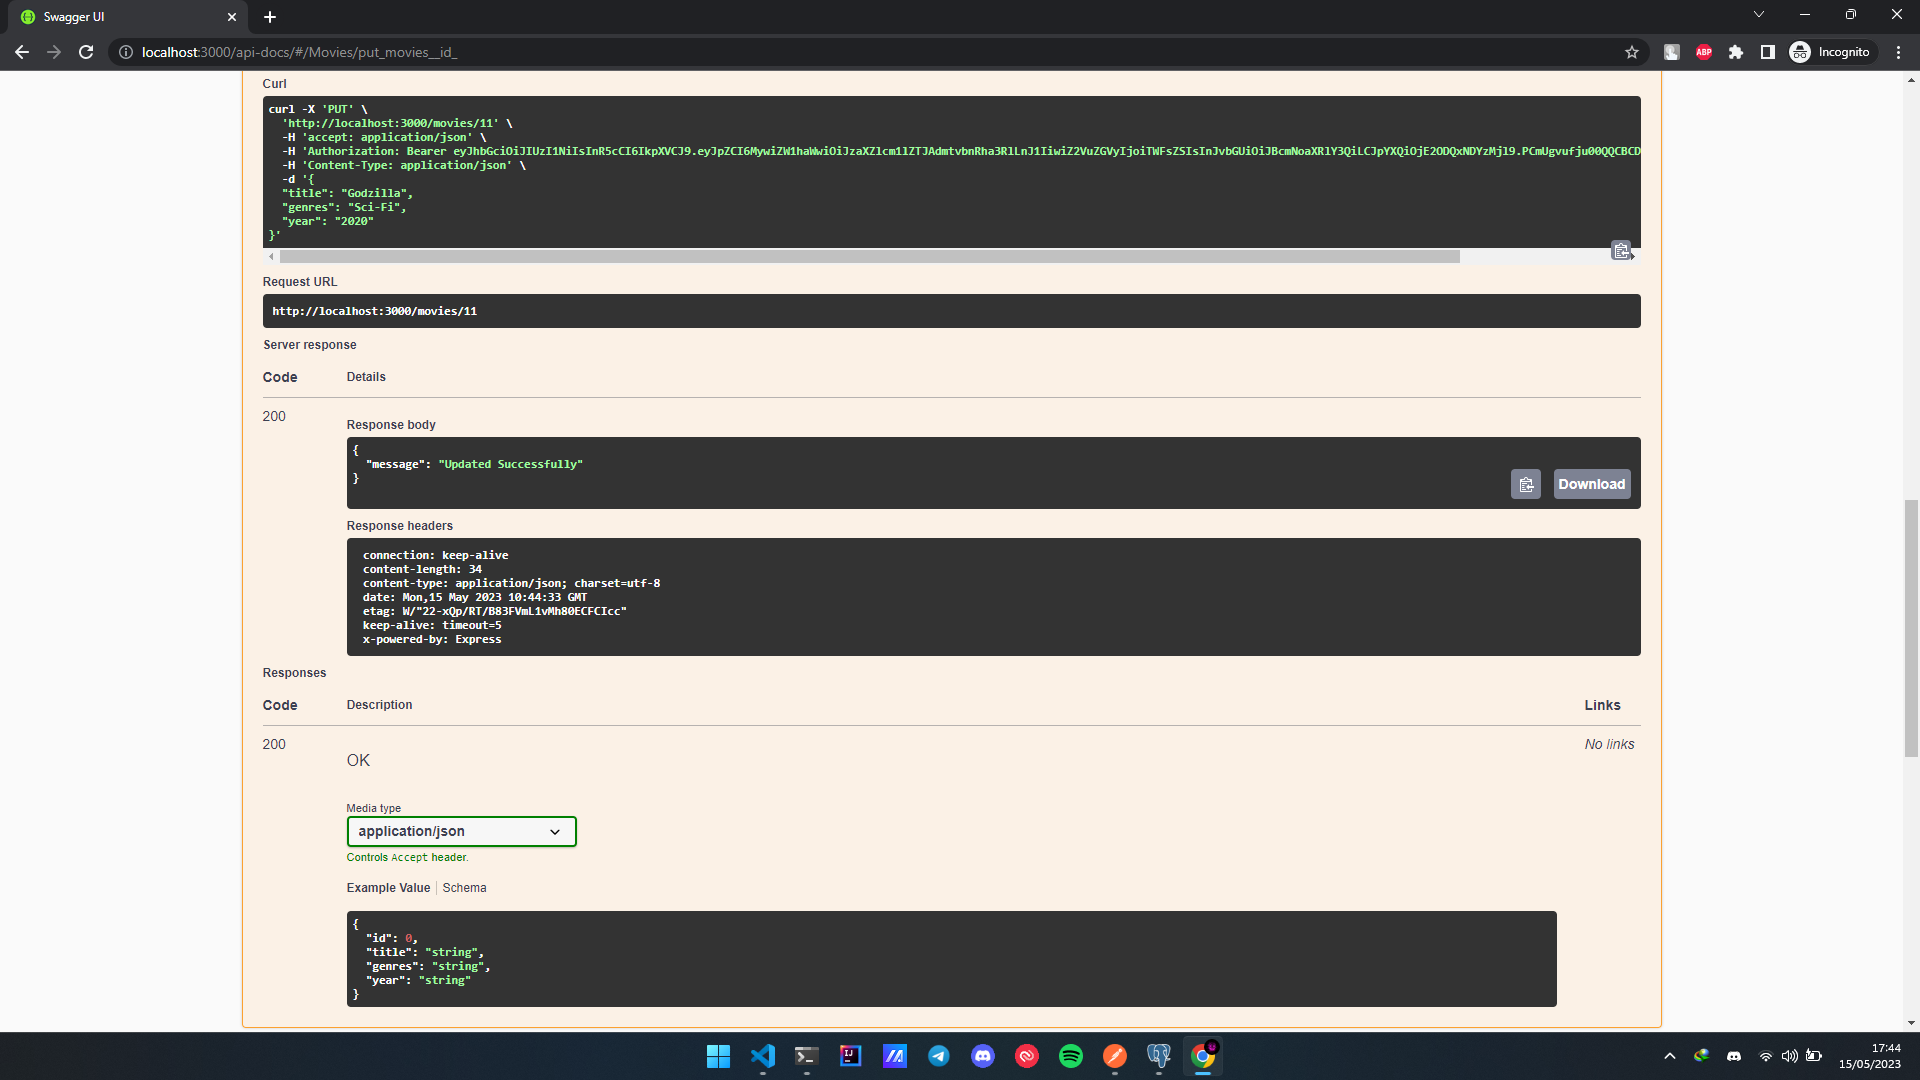 Swagger UI
localhost:3000/api-docs/#/Movies/put_movies__id_
ABP
Incognito
Curl
curl -X 'PUT' \
'http://localhost:3000/movies/11' \
-H 'accept: application/json' \
-H 'Authorization: Bearer eyJhbGciOiJIUzI1NiIsInR5cCI6IkpXVCJ9.eyJpZCI6MywiZW1haWwiOiJzaXZlcm1lZTJAdmtvbnRha3RlLnJ1IiwiZ2VuZGVyIjoiTWFsZSIsInJvbGUiOiJBcmNoaXRlY3QiLCJpYXQiOjE2ODQxNDYzMjl9.PCmUgvufju00QQCBCD
-H 'Content-Type: application/json' \
-d '{
"title": "Godzilla",
"genres": "Sci-Fi",
"year": "2020"
}'
Request URL
http://localhost:3000/movies/11
Server response
Code Details
200
Response body
{
"message": "Updated Successfully"
}
Download
Response headers
connection: keep-alive
content-length: 34
content-type: application/json; charset=utf-8
date: Mon,15 May 2023 10:44:33 GMT
etag: W/"22-xQp/RT/B83FVmL1vMh80ECFCIcc"
keep-alive: timeout=5
x-powered-by: Express
Responses
Code Description Links
200 No links
OK
Media type
application/json
Controls Accept header.
Example Value Schema
{
"id": 0,
"title": "string",
"genres": "string",
"year": "string"
}
17:44
15/05/2023